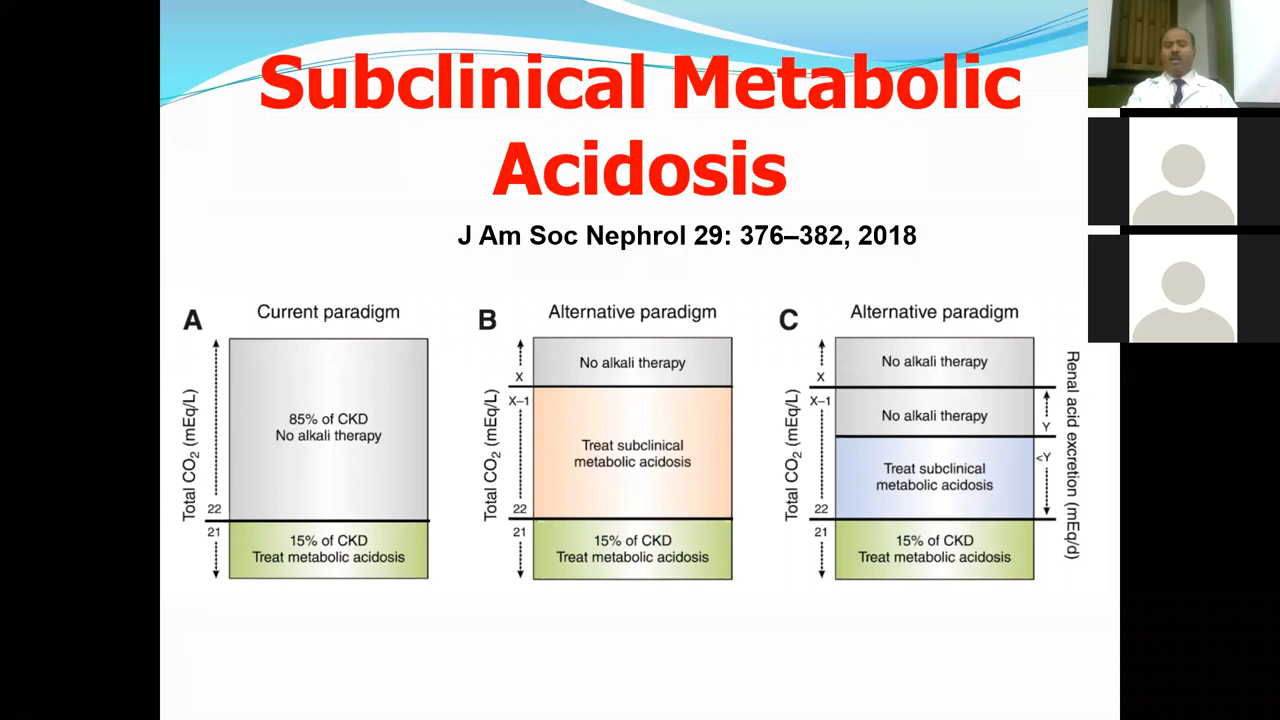 Subclinical Metabolic
Acidosis
J Am Soc Nephrol 29: 376–382, 2018
A
Current paradigm
Total CO2 (mEq/L)
85% of CKD
No alkali therapy
22
21
15% of CKD
Treat metabolic acidosis
B
Alternative paradigm
Total CO2 (mEq/L)
No alkali therapy
X
X–1
Treat subclinical
metabolic acidosis
22
21
15% of CKD
Treat metabolic acidosis
C
Alternative paradigm
Total CO2 (mEq/L)
No alkali therapy
X
X–1
No alkali therapy
Y
<Y
Treat subclinical
metabolic acidosis
22
21
15% of CKD
Treat metabolic acidosis
Renal acid excretion (mEq/d)